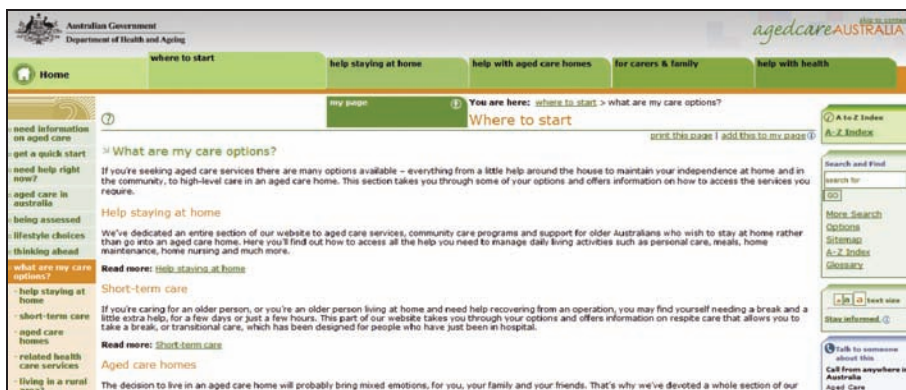 Australian Government
Department of Health and Ageing
skip to content
agedcareAUSTRALIA
Home
where to start
help staying at home
help with aged care homes
for carers & family
help with health
need information
on aged care
get a quick start
need help right
now?
aged care in
australia
being assessed
lifestyle choices
thinking ahead
what are my care
options?
help staying at
home
short-term care
aged care
homes
related health
care services
living in a rural
my page
You are here: where to start > what are my care options?
Where to start
print this page | add this to my page
What are my care options?
If you're seeking aged care services there are many options available – everything from a little help around the house to maintain your independence at home and in
the community, to high-level care in an aged care home. This section takes you through some of your options and offers information on how to access the services you
require.
Help staying at home
We've dedicated an entire section of our website to aged care services, community care programs and support for older Australians who wish to stay at home rather
than go into an aged care home. Here you'll find out how to access all the help you need to manage daily living activities such as personal care, meals, home
maintenance, home nursing and much more.
Read more: Help staying at home
Short-term care
If you're caring for an older person, or you're an older person living at home and need help recovering from an operation, you may find yourself needing a break and a
little extra help, for a few days or just a few hours. This part of our website takes you through your options and offers information on respite care that allows you to
take a break, or transitional care, which has been designed for people who have just been in hospital.
Read more: Short-term care
Aged care homes
The decision to live in an aged care home will probably bring mixed emotions, for you, your family and your friends. That's why we've devoted a whole section of our
A to Z Index
A-Z Index
Search and Find
search for
GO
More Search
Options
Sitemap
A-Z Index
Glossary
a a text size
Stay informed.
Talk to someone
about this
Call from anywhere in
Australia
Aged Care